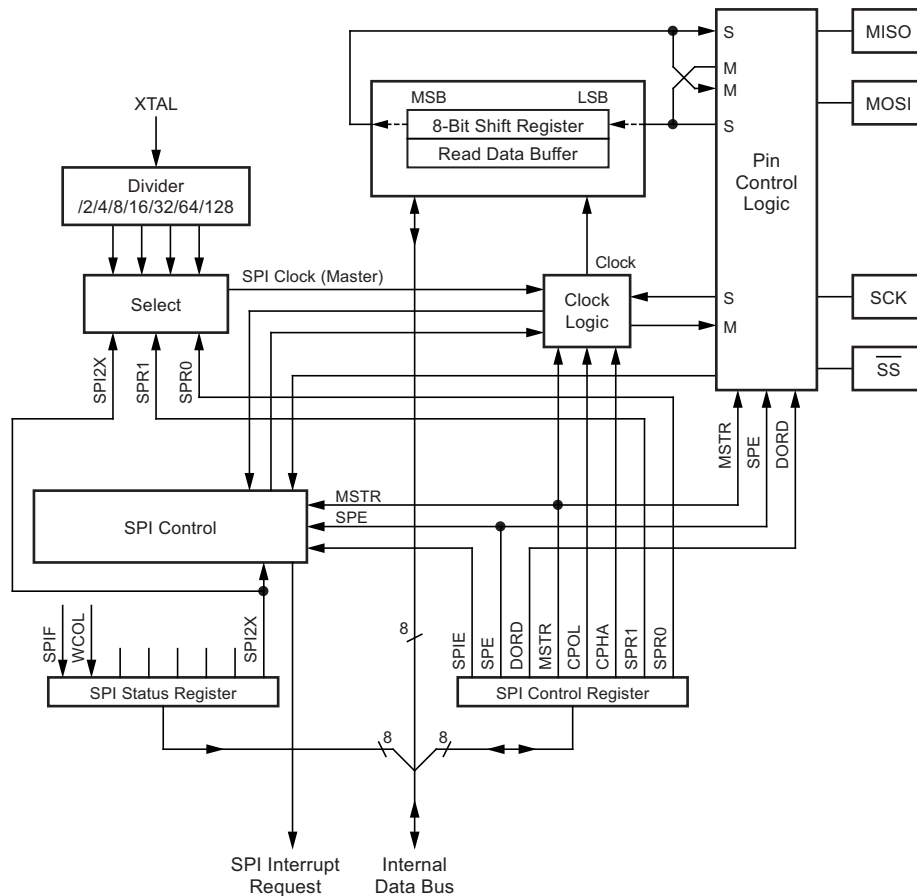 S
MISO
M
M
MSB
LSB
XTAL
MOSI
8-Bit Shift Register
S
Read Data Buffer
Pin
Control
Logic
Divider
/2/4/8/16/32/64/128
Clock
SPI Clock (Master)
Select
Clock
Logic
S
SCK
M
SPI2X
SPR1
SPR0
SS
MSTR
SPE
DORD
MSTR
SPE
SPI Control
8
SPIF
WCOL
SPI2X
SPIE
SPE
DORD
MSTR
CPOL
CPHA
SPR1
SPR0
SPI Status Register
SPI Control Register
8
8
SPI Interrupt
Request
Internal
Data Bus